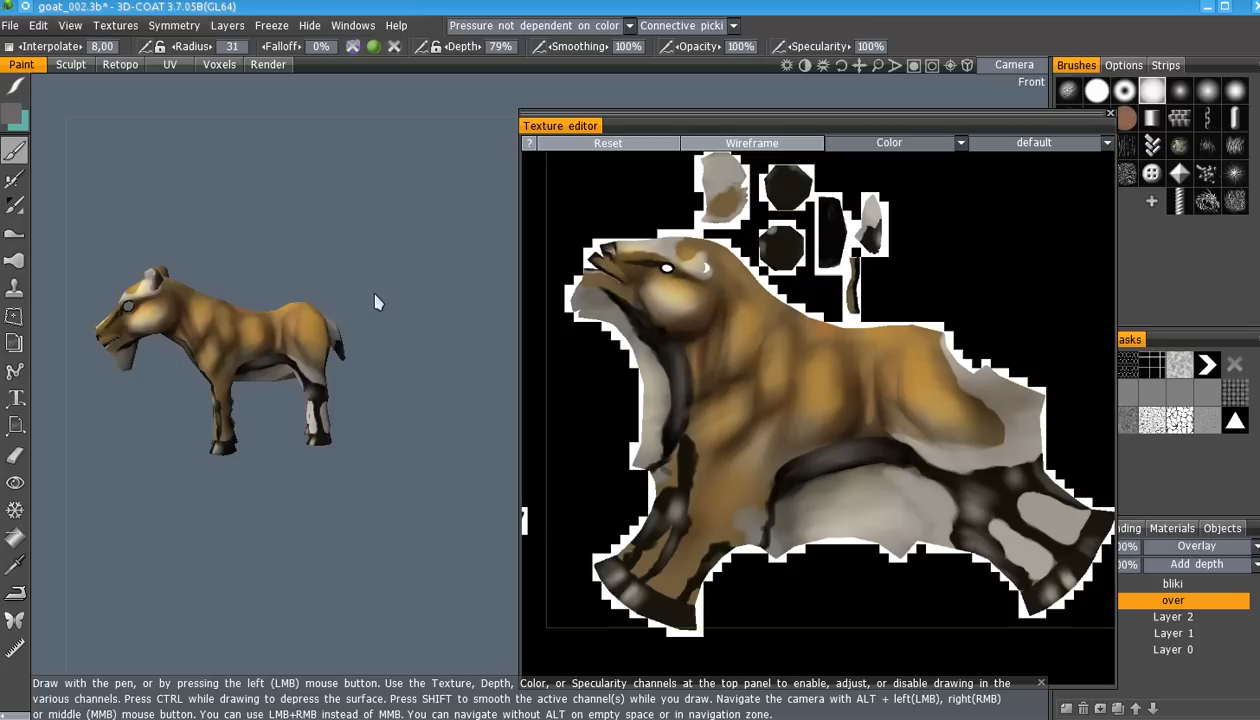 goat_002.3b* - 3D-COAT 3.7.05B(GL64)
File Edit View Textures Symmetry Layers Freeze Hide Windows Help Pressure not dependent on color Connective picki
Interpolate: 8,00 Radius: 31 Falloff: 0% Depth: 79% Smoothing: 100% Opacity: 100% Specularity: 100%
Paint Sculpt Retopo UV Voxels Render Camera Brushes Options Strips
Front
Texture editor
? Reset Wireframe Color default
asks
ding Materials Objects
00% Overlay
00% Add depth
bliki
over
Layer 2
Layer 1
Layer 0
Draw with the pen, or by pressing the left (LMB) mouse button. Use the Texture, Depth, Color, or Specularity channels at the top panel to enable, adjust, or disable drawing in the
various channels. Press CTRL while drawing to depress the surface. Press SHIFT to smooth the active channel(s) while you draw. Navigate the camera with ALT + left(LMB), right(RMB)
or middle (MMB) mouse button. You can use LMB+RMB instead of MMB. You can navigate without ALT on empty space or in navigation zone.